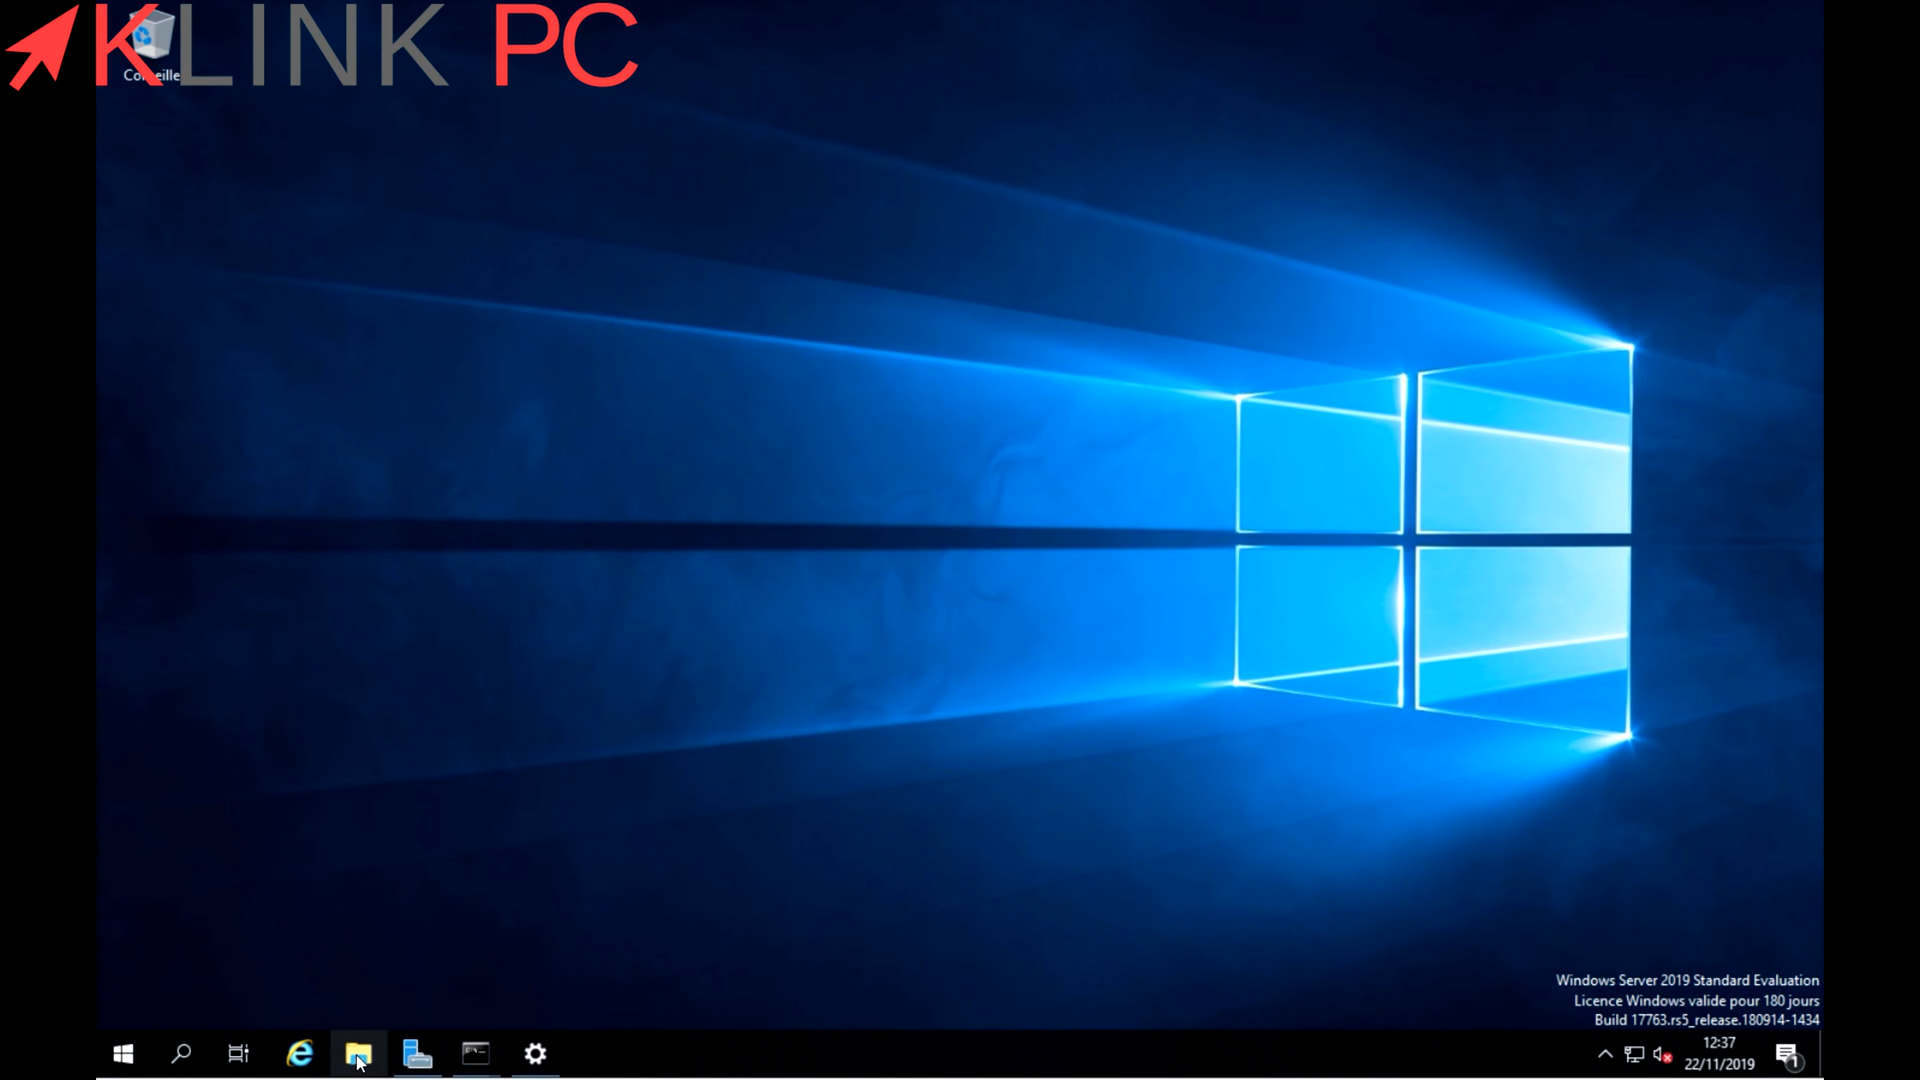 KLINK PC
Windows Server 2019 Standard Evaluation
Licence Windows valide pour 180 jours
Build 17763.rs5_release.180914-1434
12:37
22/11/2019
1